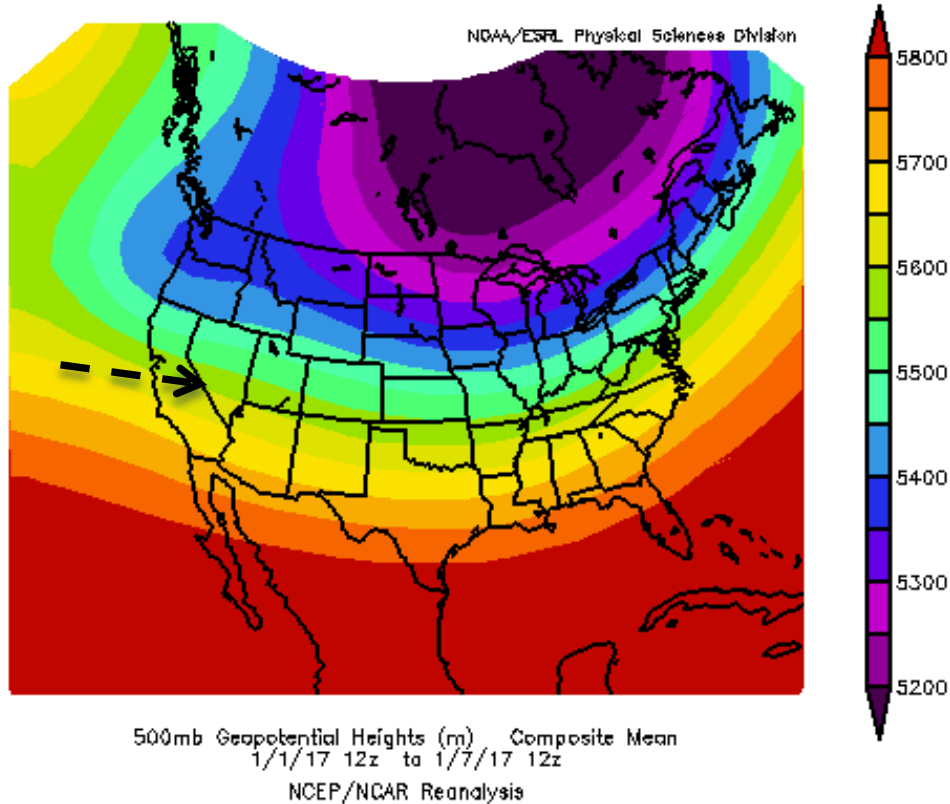 NOAA/ESRL Physical Sciences Division
5800
5700
5600
5500
5400
5300
5200
500mb Geopotential Heights (m) Composite Mean
1/1/17 12z to 1/7/17 12z
NCEP/NCAR Reanalysis